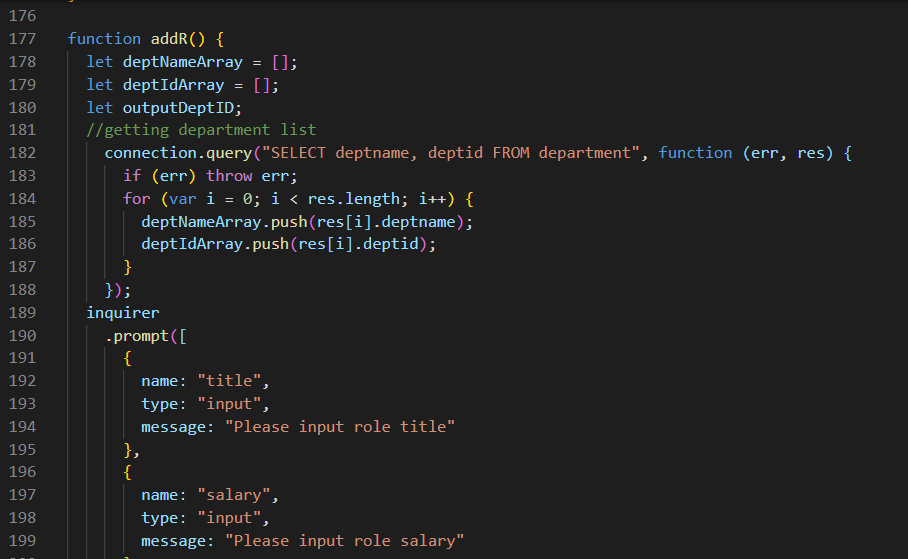 176
177 function addR() {
178 let deptNameArray = [];
179 let deptIdArray = [];
180 let outputDeptID;
181 //getting department list
182 connection.query("SELECT deptname, deptid FROM department", function (err, res) {
183 if (err) throw err;
184 for (var i = 0; i < res.length; i++) {
185 deptNameArray.push(res[i].deptname);
186 deptIdArray.push(res[i].deptid);
187 }
188 });
189 inquirer
190 .prompt([
191 {
192 name: "title",
193 type: "input",
194 message: "Please input role title"
195 },
196 {
197 name: "salary",
198 type: "input",
199 message: "Please input role salary"